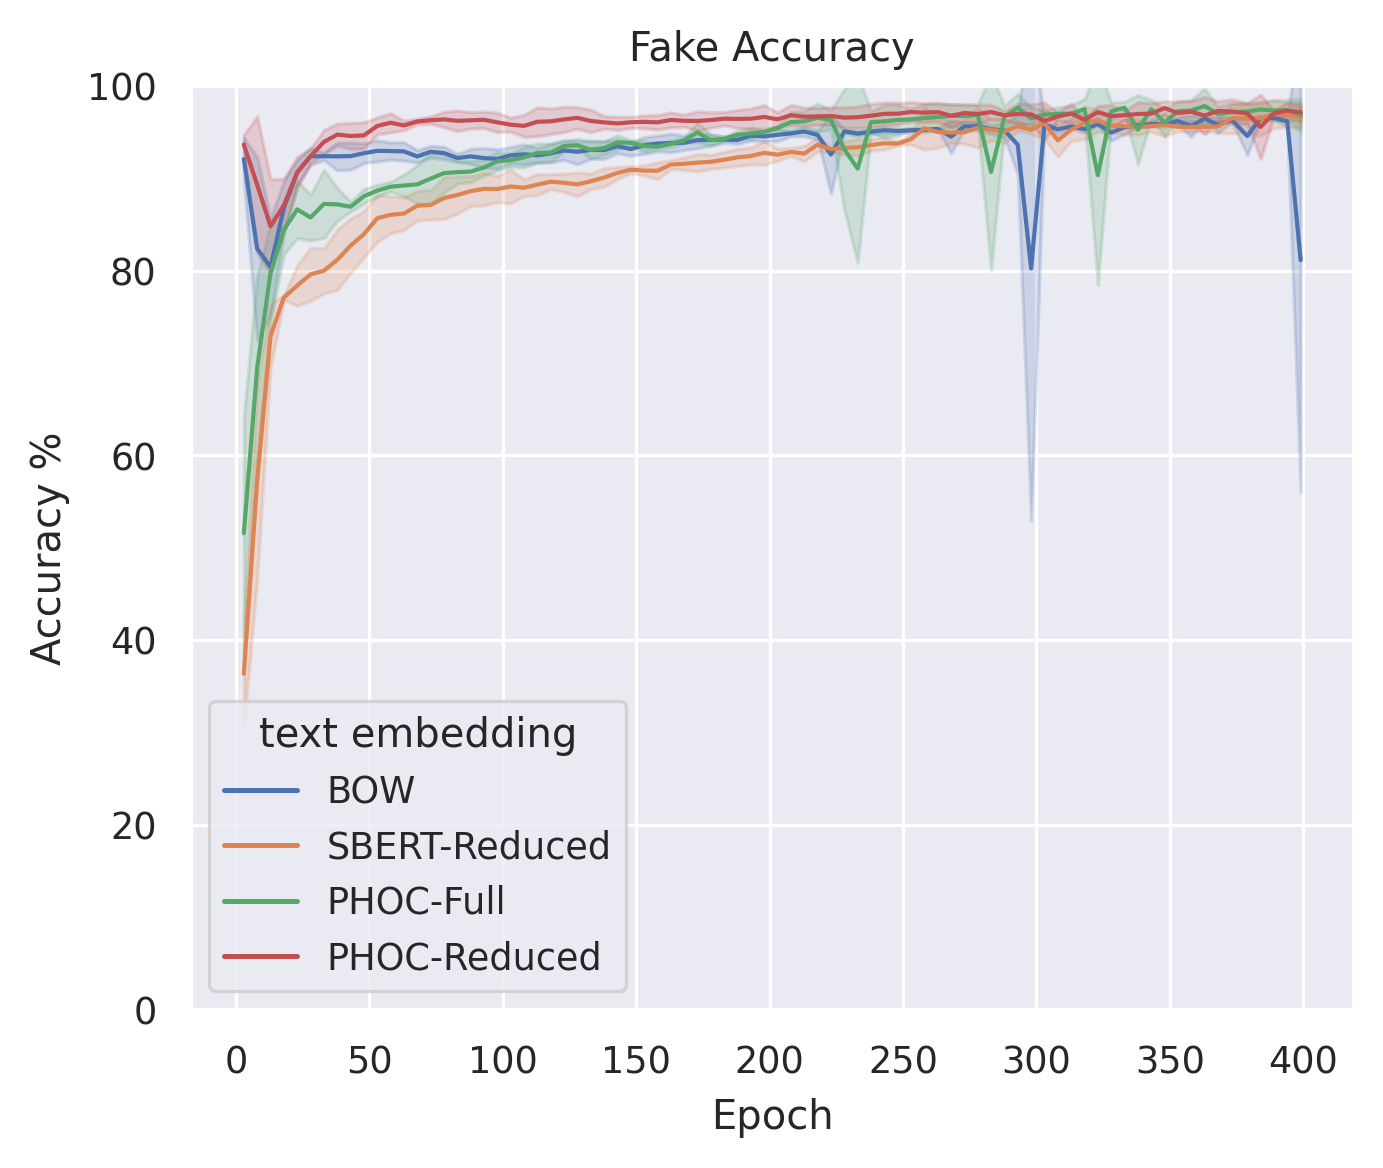 Fake Accuracy
Accuracy %
100
80
60
40
20
0
text embedding
BOW
SBERT-Reduced
PHOC-Full
PHOC-Reduced
0 50 100 150 200 250 300 350 400
Epoch